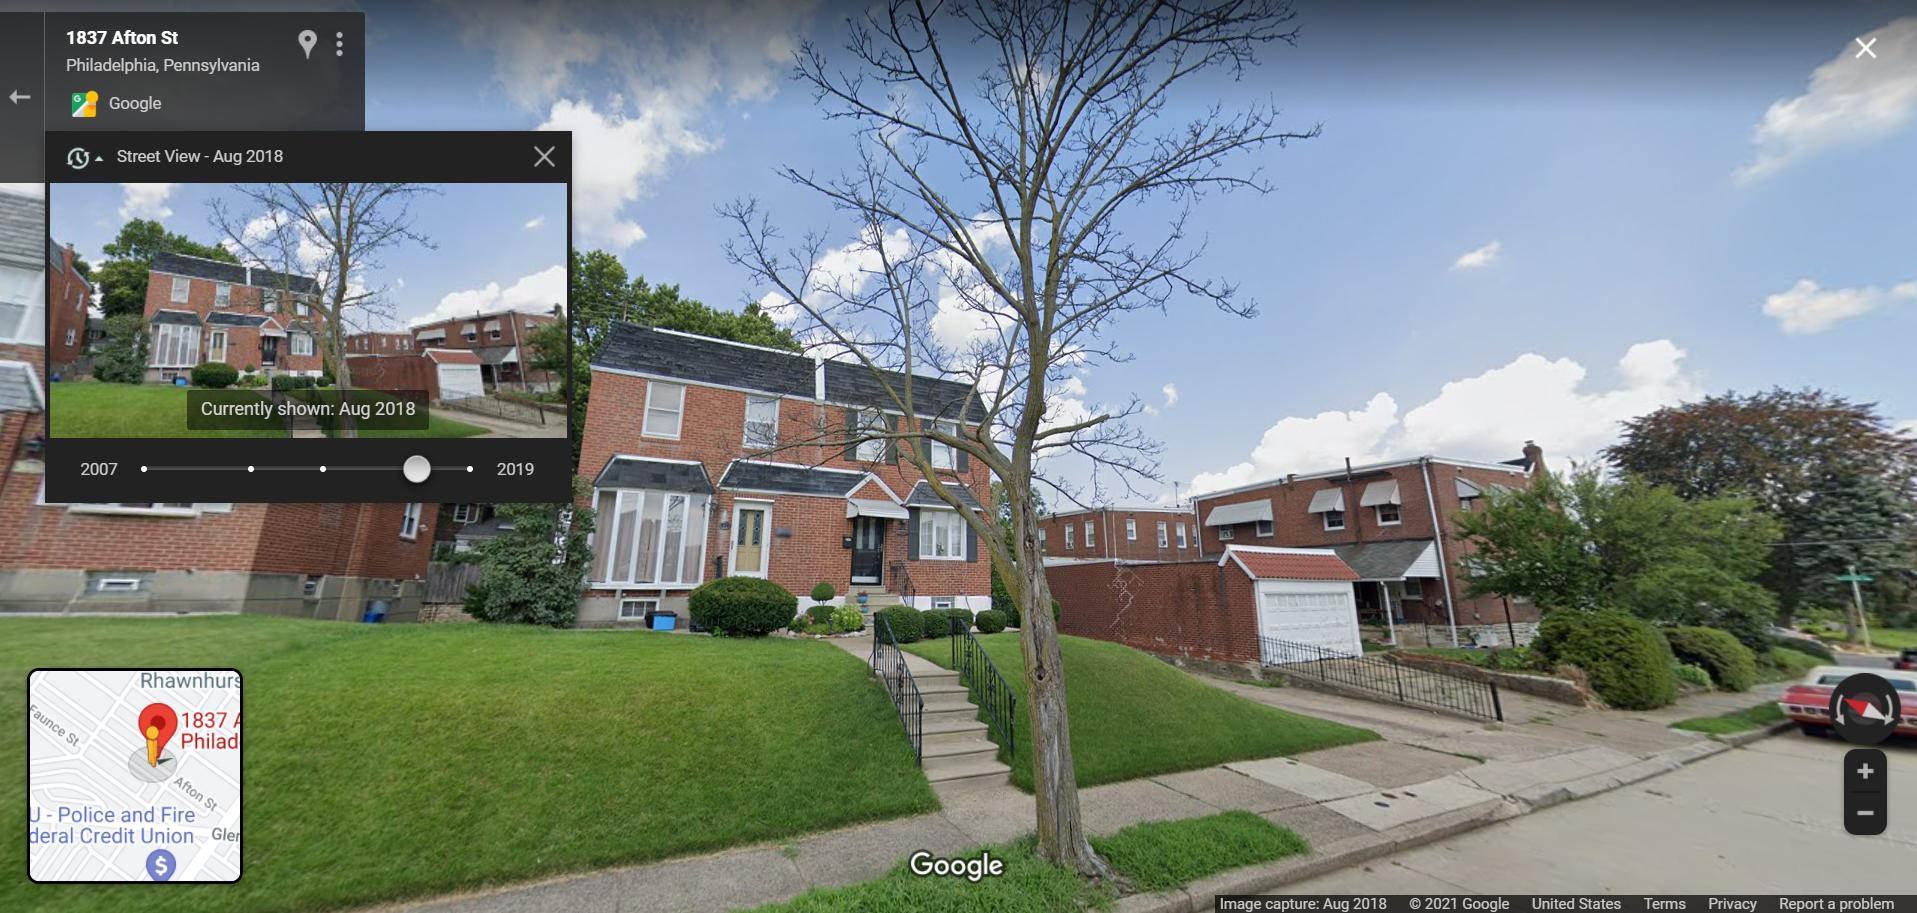 1837 Afton St
Philadelphia, Pennsylvania
Google
Street View - Aug 2018
Currently shown: Aug 2018
2007
2019
Rhawnhurs
Faunce St
1837 A
Philad
Afton St
U - Police and Fire
deral Credit Union
Gler
$
Google
Image capture: Aug 2018 © 2021 Google United States Terms Privacy Report a problem